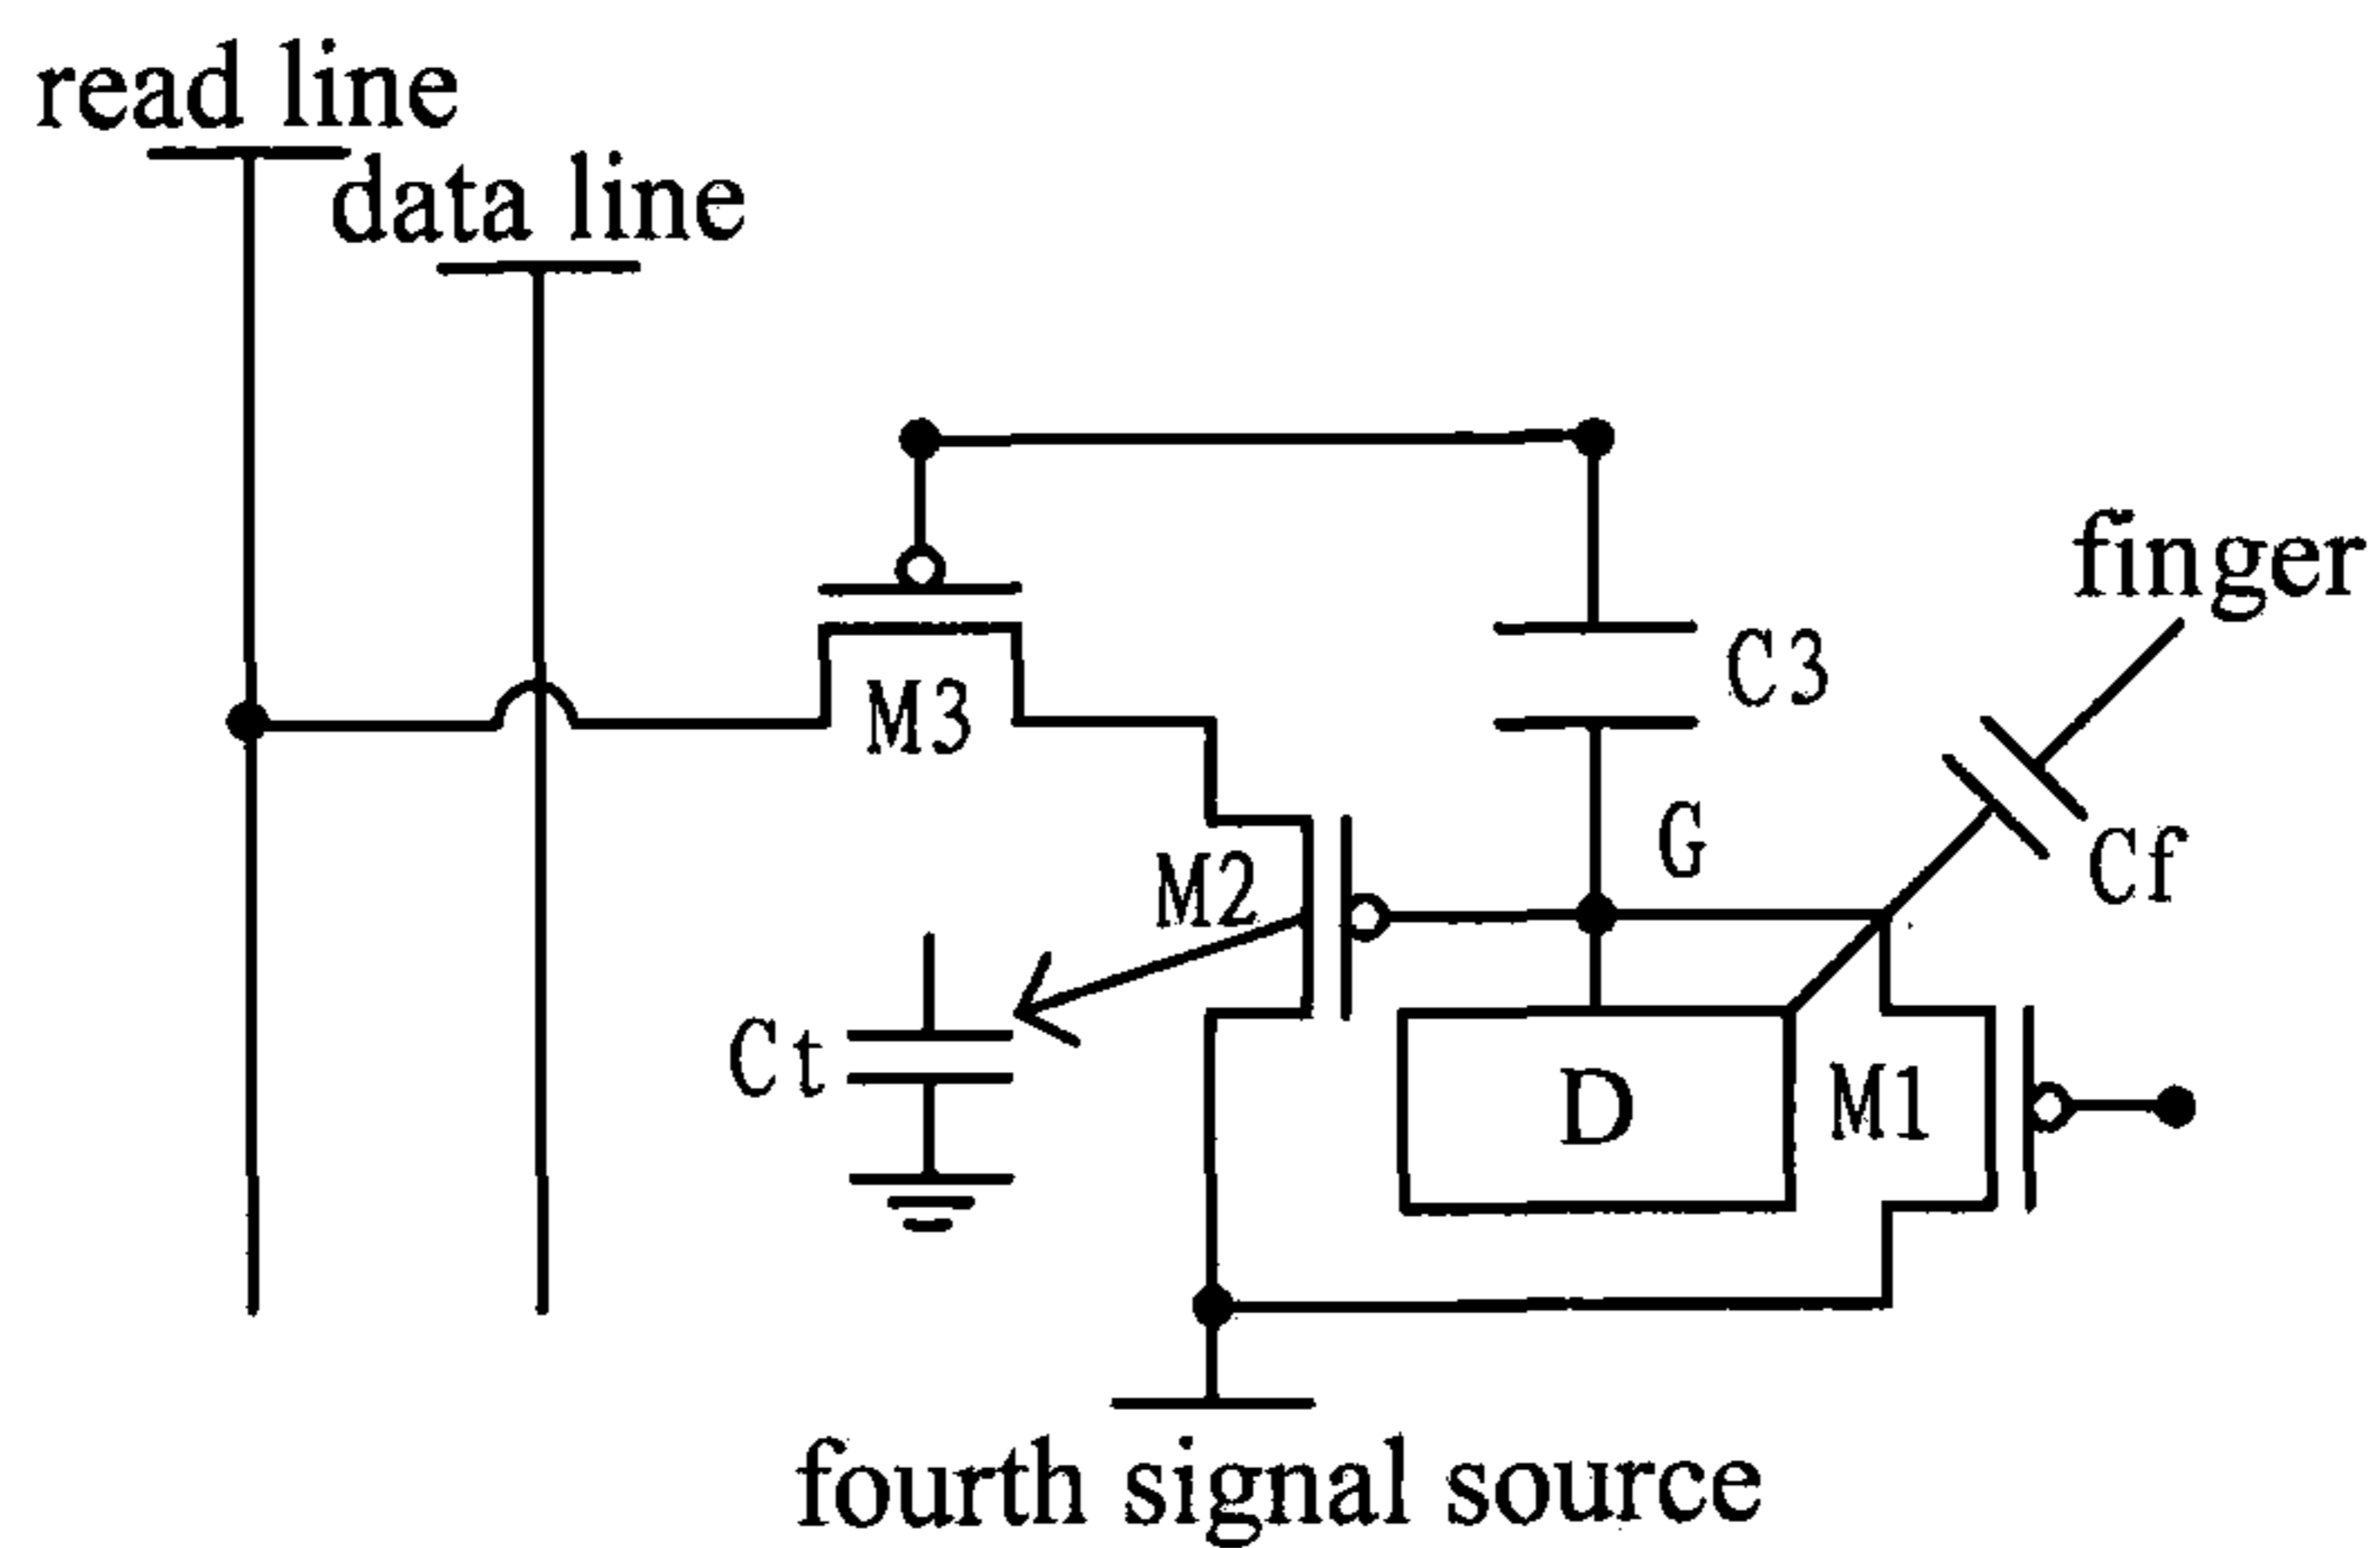 read line
data line
finger
C3
M3
G
Cf
M2
Ct
D
M1
fourth signal source